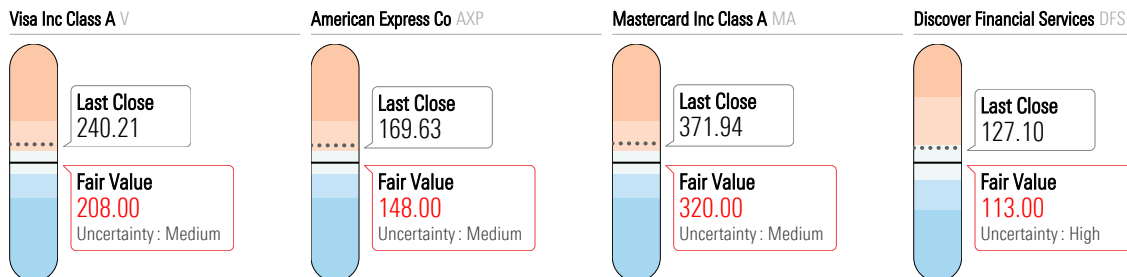 Visa Inc Class A V
American Express Co AXP
Mastercard Inc Class A MA
Discover Financial Services DFS
Last Close
240.21
Fair Value
208.00
Uncertainty : Medium
Last Close
169.63
Fair Value
148.00
Uncertainty : Medium
Last Close
371.94
Fair Value
320.00
Uncertainty : Medium
Last Close
127.10
Fair Value
113.00
Uncertainty : High